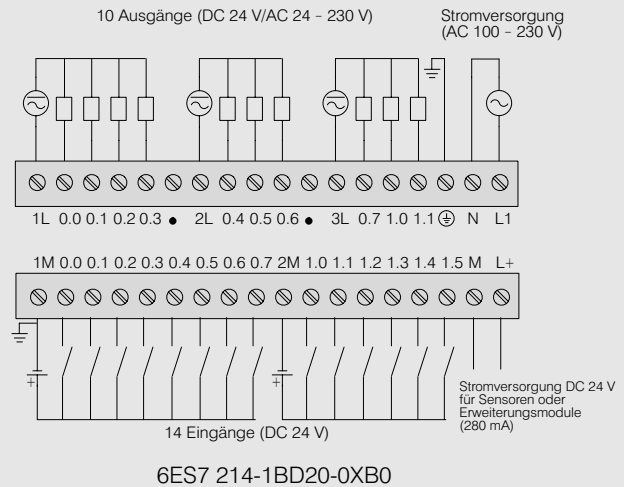 10 Ausgänge (DC 24 V/AC 24 - 230 V)
Stromversorgung
(AC 100 - 230 V)
1L 0.0 0.1 0.2 0.3 • 2L 0.4 0.5 0.6 • 3L 0.7 1.0 1.1 ⏚ N L1
1M 0.0 0.1 0.2 0.3 0.4 0.5 0.6 0.7 2M 1.0 1.1 1.2 1.3 1.4 1.5 M L+
+
+
Stromversorgung DC 24 V
für Sensoren oder
Erweiterungsmodule
(280 mA)
14 Eingänge (DC 24 V)
6ES7 214-1BD20-0XB0